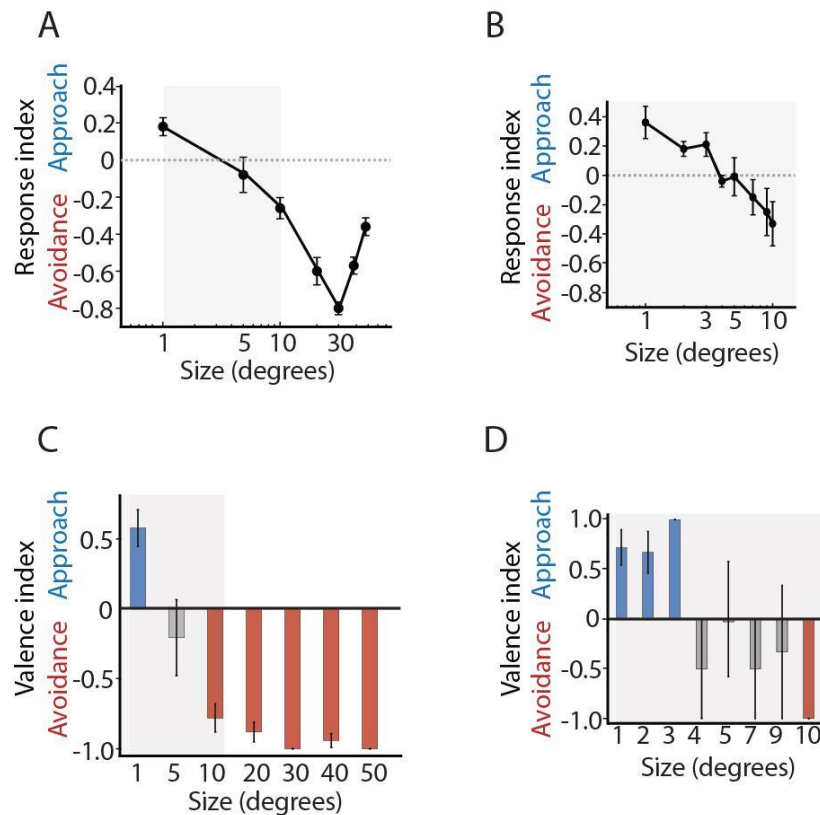 A
Response index
Avoidance Approach
0.4
0.2
0
-0.2
-0.4
-0.6
-0.8
1 5 10 30
Size (degrees)
B
Response index
Avoidance Approach
0.4
0.2
0
-0.2
-0.4
-0.6
-0.8
1 3 5 10
Size (degrees)
C
Valence index
Avoidance Approach
0.5
0
-0.5
-1.0
1 5 10 20 30 40 50
Size (degrees)
D
Valence index
Avoidance Approach
1.0
0.5
0
-0.5
-1.0
1 2 3 4 5 7 9 10
Size (degrees)